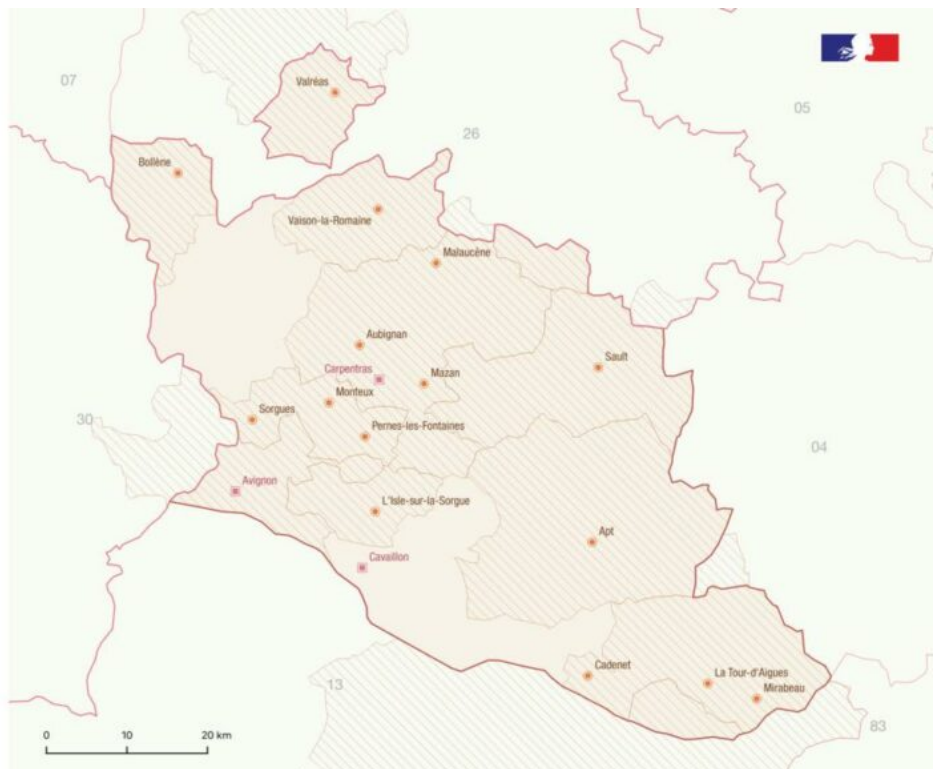 07
Valréas
05
26
Bollène
Vaison-la-Romaine
Malaucène
Aubignan
Sault
Carpentras
Mazan
Monteux
Sorgues
30
Pernes-les-Fontaines
04
Avignon
L'Isle-sur-la-Sorgue
Apt
Cavaillon
Cadenet
La Tour-d'Aigues
13
Mirabeau
83
0 10 20 km